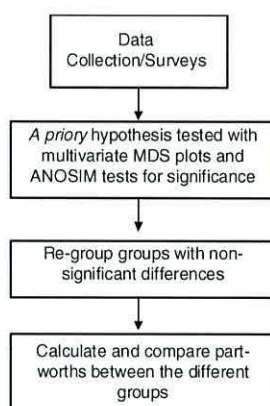 Data
Collection/Surveys
A priory hypothesis tested with
multivariate MDS plots and
ANOSIM tests for significance
Re-group groups with non-
significant differences
Calculate and compare part-
worths between the different
groups